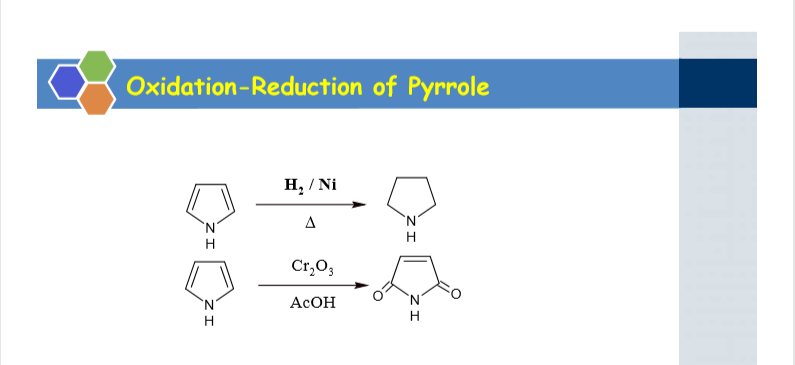 Oxidation-Reduction of Pyrrole
H₂ / Ni
Δ
N
H
N
H
Cr₂O₃
AcOH
N
H
O
N
H
O